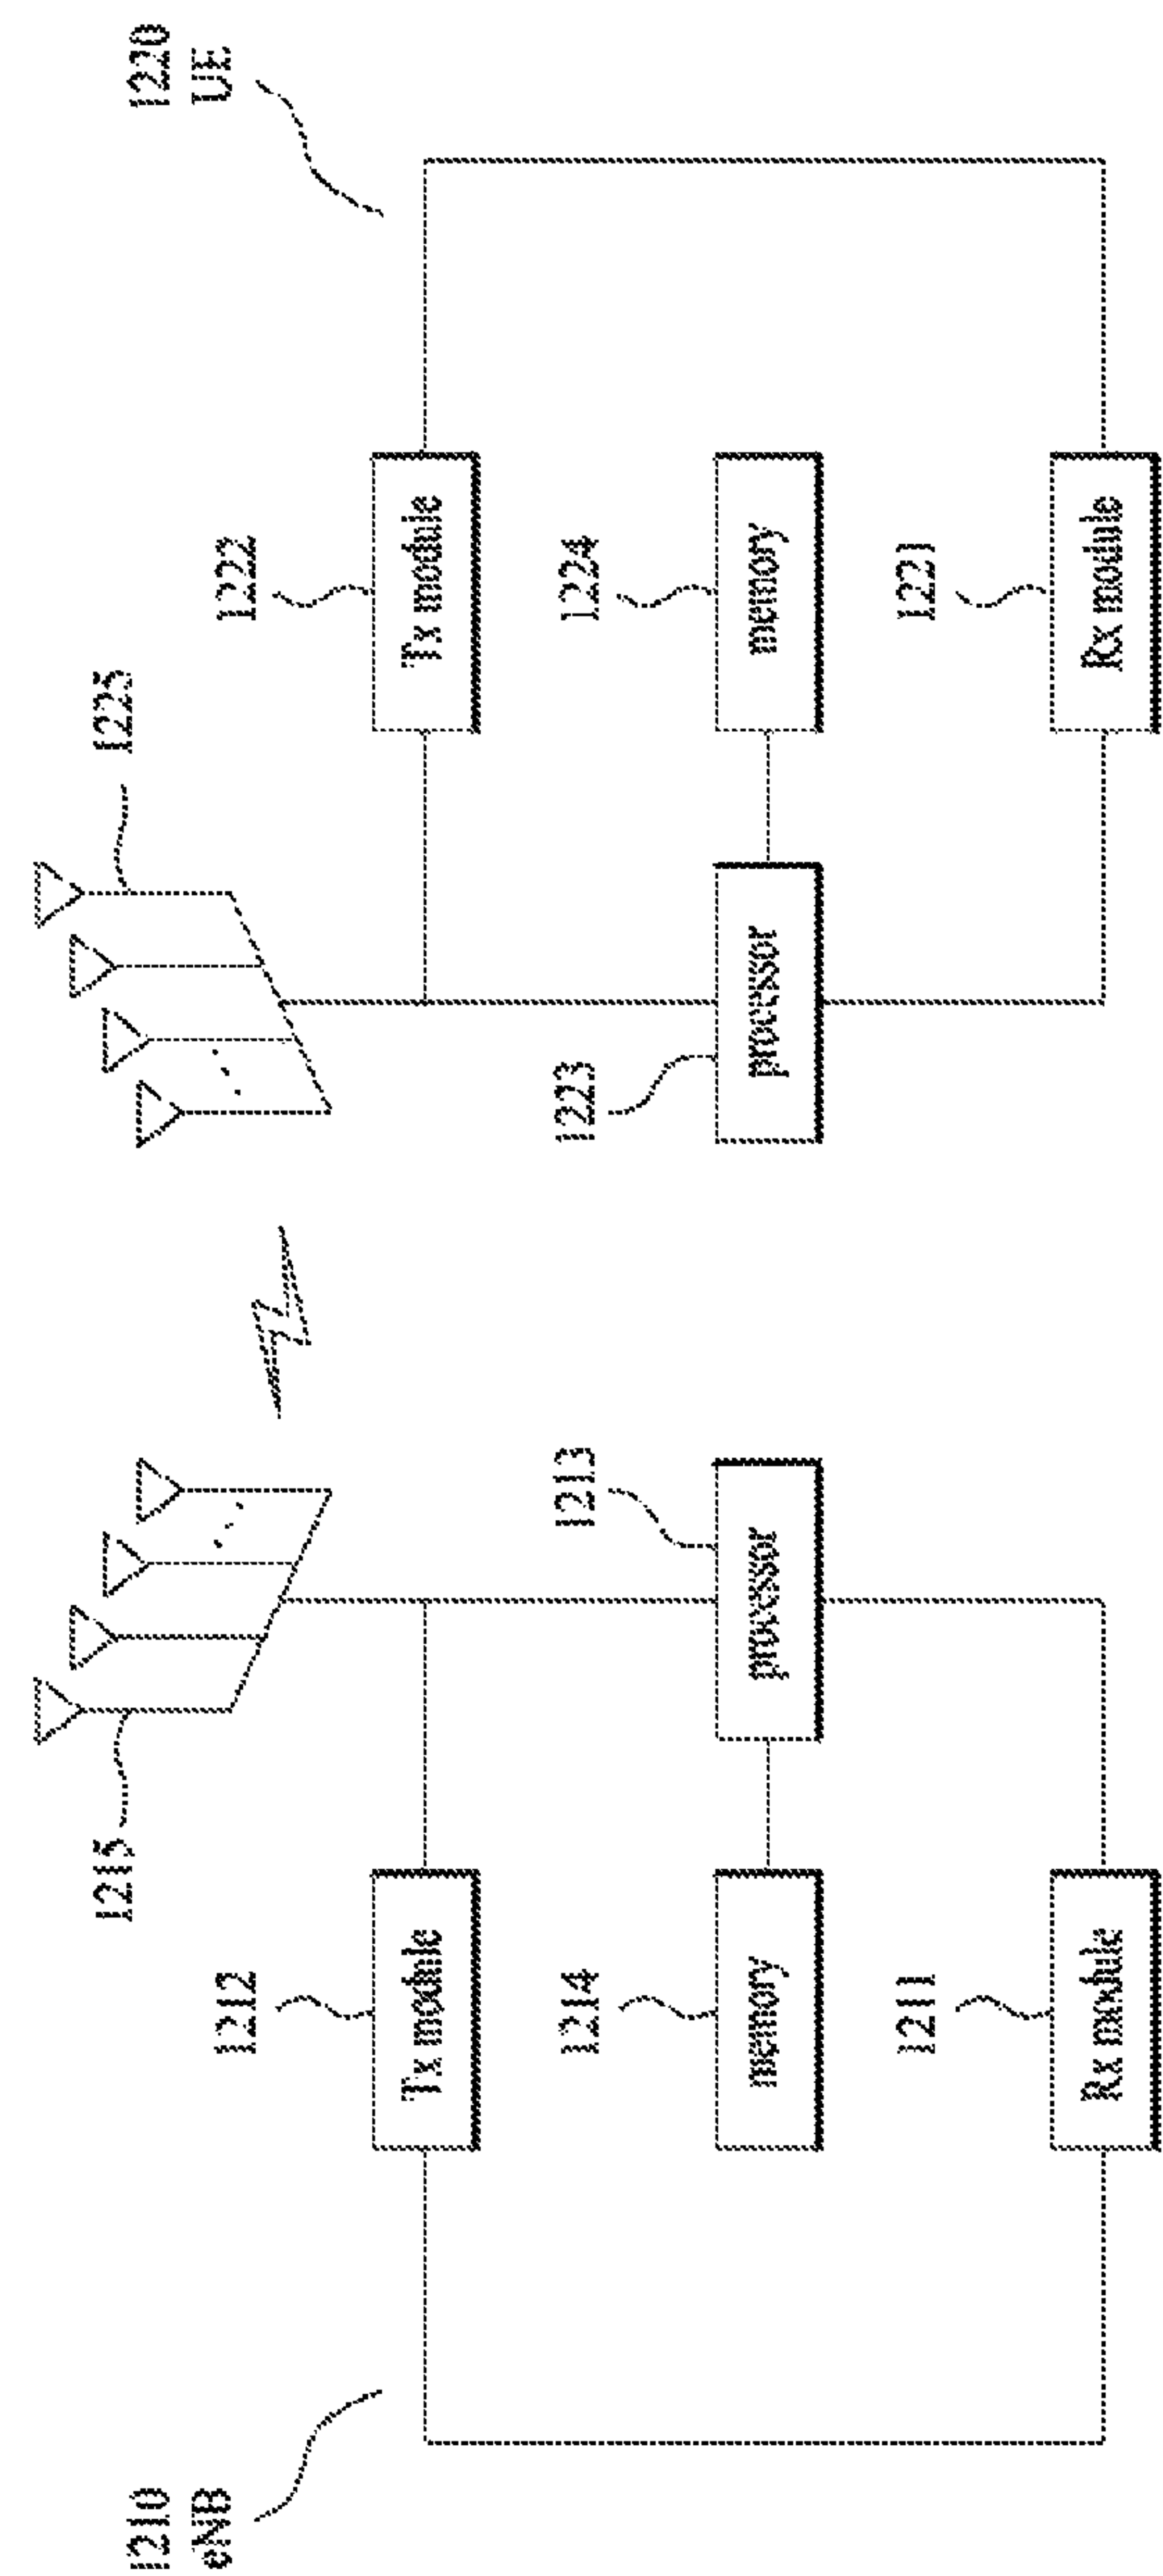 1210
eNB
1215
1212
Tx module
1214
memory
1213
processor
1211
Rx module
1220
UE
1225
1222
Tx module
1223
processor
1224
memory
1221
Rx module